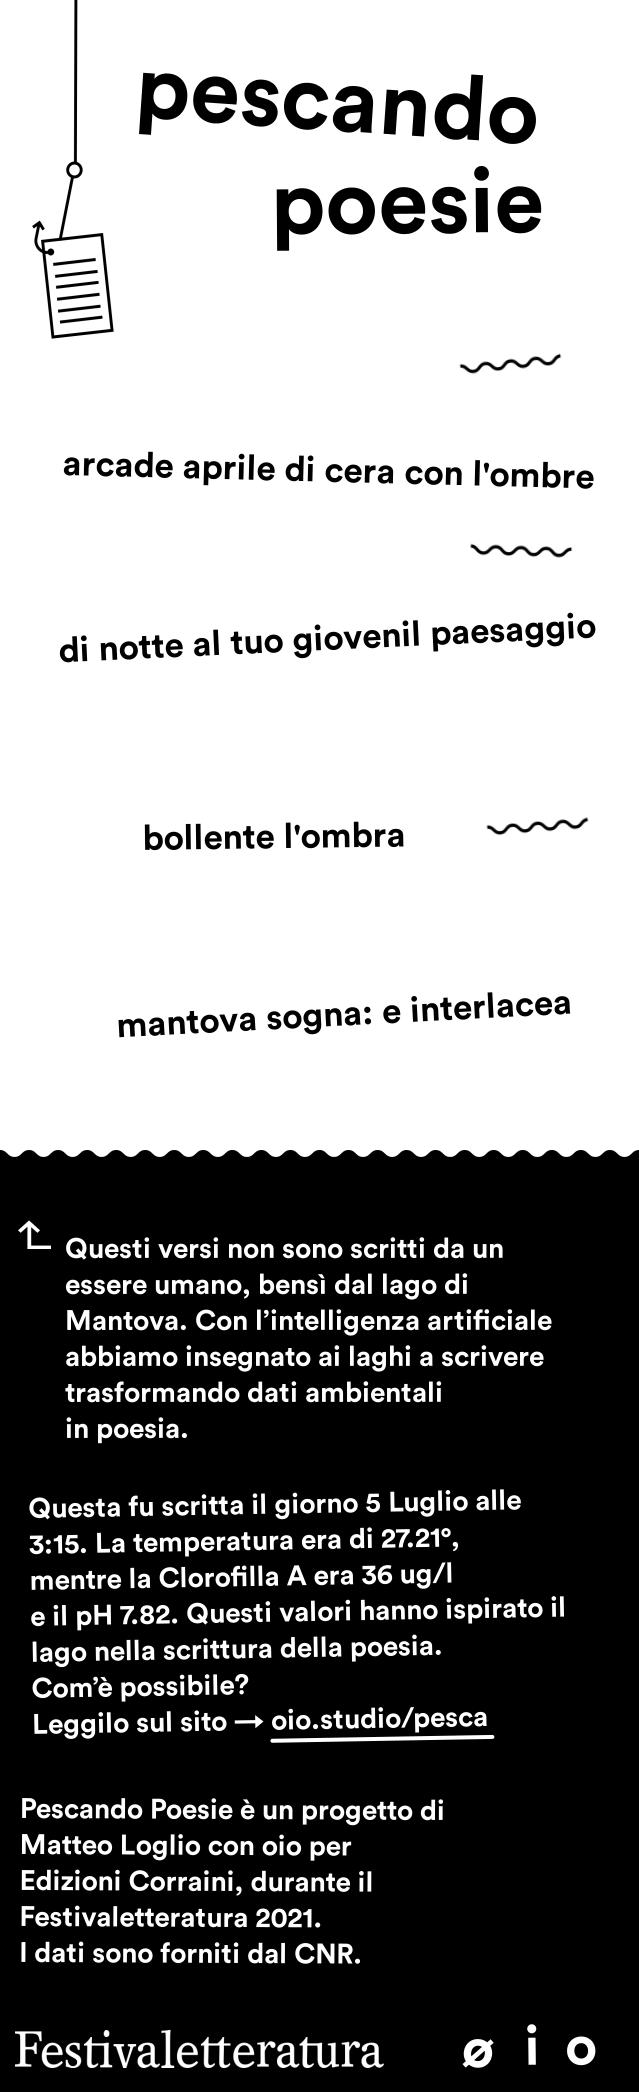 pescando
poesie
arcade aprile di cera con l'ombre
di notte al tuo giovenil paesaggio
bollente l'ombra
mantova sogna: e interlacea
Questi versi non sono scritti da un
essere umano, bensì dal lago di
Mantova. Con l’intelligenza artificiale
abbiamo insegnato ai laghi a scrivere
trasformando dati ambientali
in poesia.
Questa fu scritta il giorno 5 Luglio alle
3:15. La temperatura era di 27.21°,
mentre la Clorofilla A era 36 ug/l
e il pH 7.82. Questi valori hanno ispirato il
lago nella scrittura della poesia.
Com’è possibile?
Leggilo sul sito → oio.studio/pesca
Pescando Poesie è un progetto di
Matteo Loglio con oio per
Edizioni Corraini, durante il
Festivaletteratura 2021.
I dati sono forniti dal CNR.
Festivaletteratura ø i o